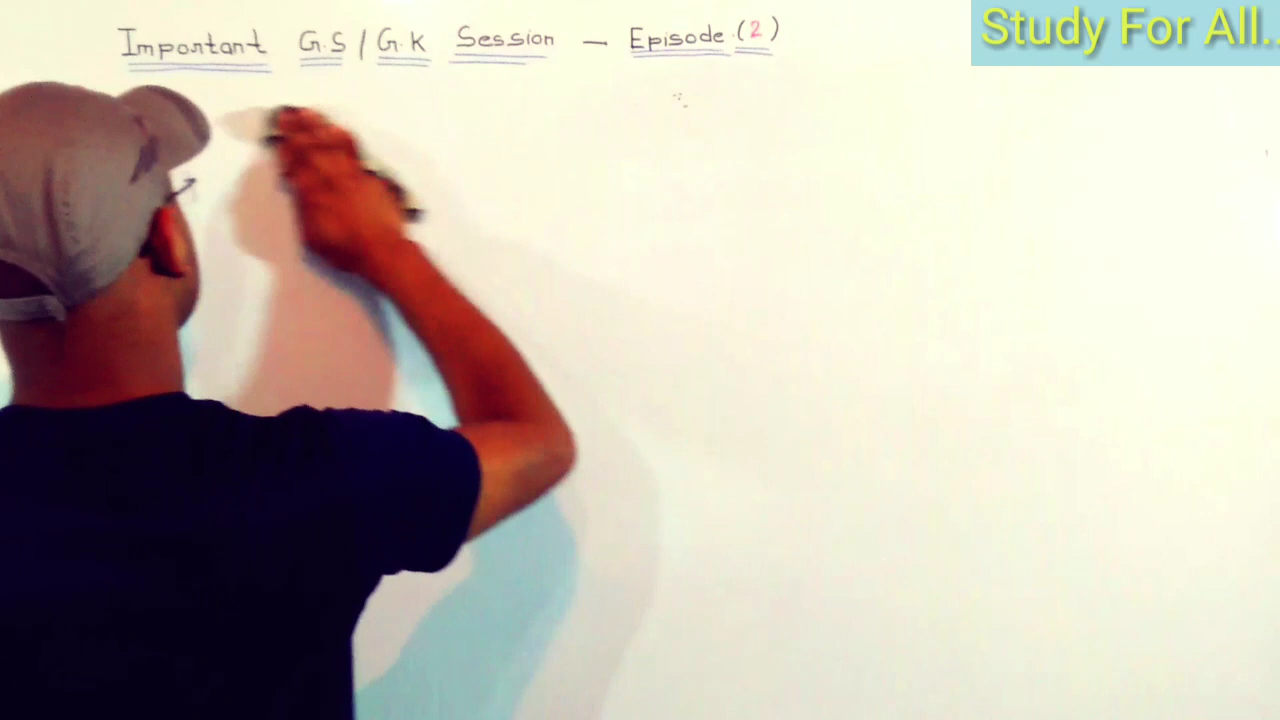 Important G.S / G.K Session - Episode.(2)
Study For All..